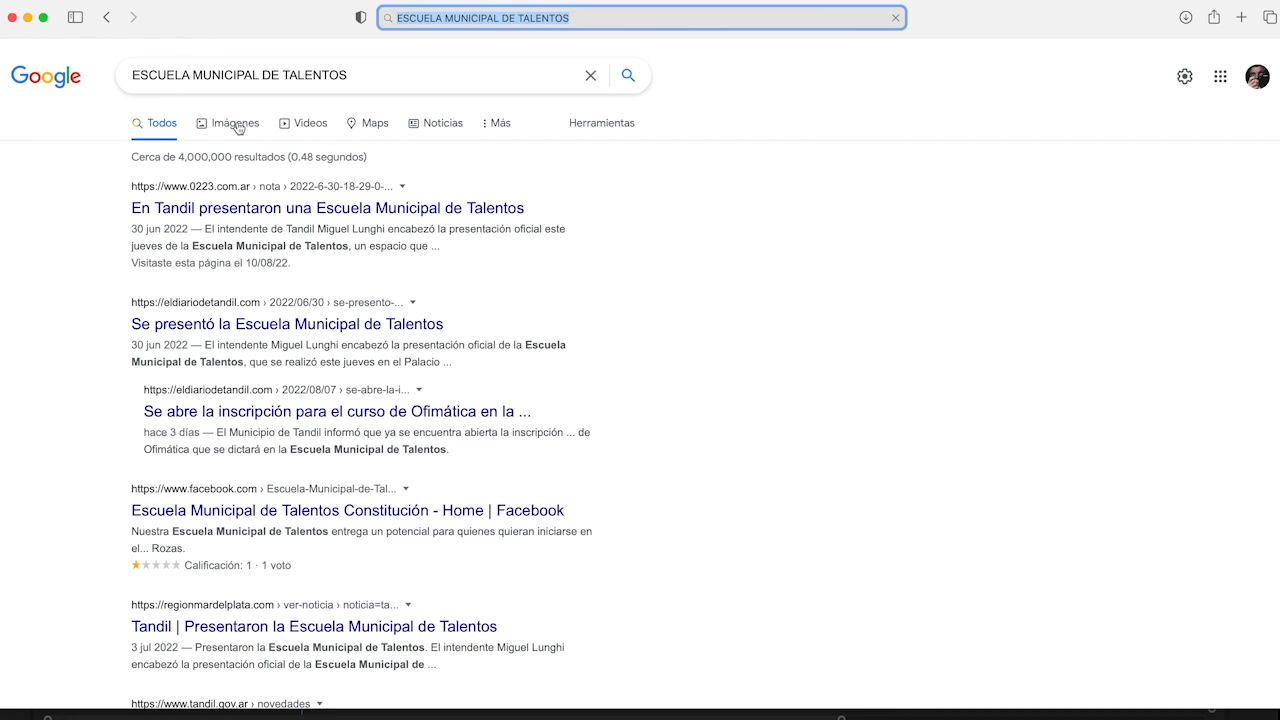 ESCUELA MUNICIPAL DE TALENTOS
Google
ESCUELA MUNICIPAL DE TALENTOS
Todos Imágenes Videos Maps Noticias Más Herramientas
Cerca de 4,000,000 resultados (0.48 segundos)
https://www.0223.com.ar › nota › 2022-6-30-18-29-0-...
En Tandil presentaron una Escuela Municipal de Talentos
30 jun 2022 — El intendente de Tandil Miguel Lunghi encabezó la presentación oficial este
jueves de la Escuela Municipal de Talentos, un espacio que ...
Visitaste esta página el 10/08/22.
https://eldiariodetandil.com › 2022/06/30 › se-presento-...
Se presentó la Escuela Municipal de Talentos
30 jun 2022 — El intendente Miguel Lunghi encabezó la presentación oficial de la Escuela
Municipal de Talentos, que se realizó este jueves en el Palacio ...
https://eldiariodetandil.com › 2022/08/07 › se-abre-la-i...
Se abre la inscripción para el curso de Ofimática en la ...
hace 3 días — El Municipio de Tandil informó que ya se encuentra abierta la inscripción ... de
Ofimática que se dictará en la Escuela Municipal de Talentos.
https://www.facebook.com › Escuela-Municipal-de-Tal...
Escuela Municipal de Talentos Constitución - Home | Facebook
Nuestra Escuela Municipal de Talentos entrega un potencial para quienes quieran iniciarse en
el... Rozas.
Calificación: 1 · 1 voto
https://regionmardelplata.com › ver-noticia › noticia=ta...
Tandil | Presentaron la Escuela Municipal de Talentos
3 jul 2022 — Presentaron la Escuela Municipal de Talentos. El intendente Miguel Lunghi
encabezó la presentación oficial de la Escuela Municipal de ...
https://www.tandil.gov.ar › novedades